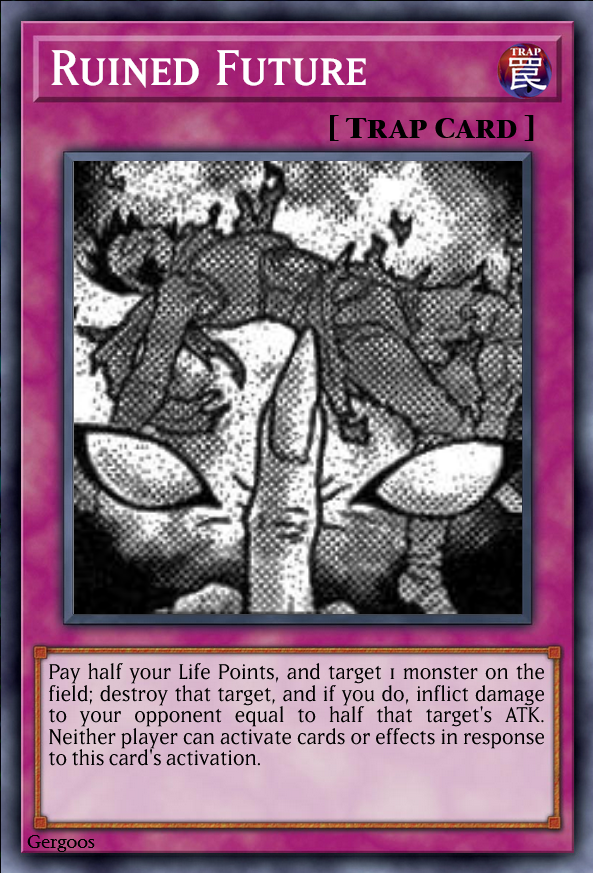 Ruined Future
TRAP
罠
[ Trap Card ]
Pay half your Life Points, and target 1 monster on the
field; destroy that target, and if you do, inflict damage
to your opponent equal to half that target's ATK.
Neither player can activate cards or effects in response
to this card's activation.
Gergoos